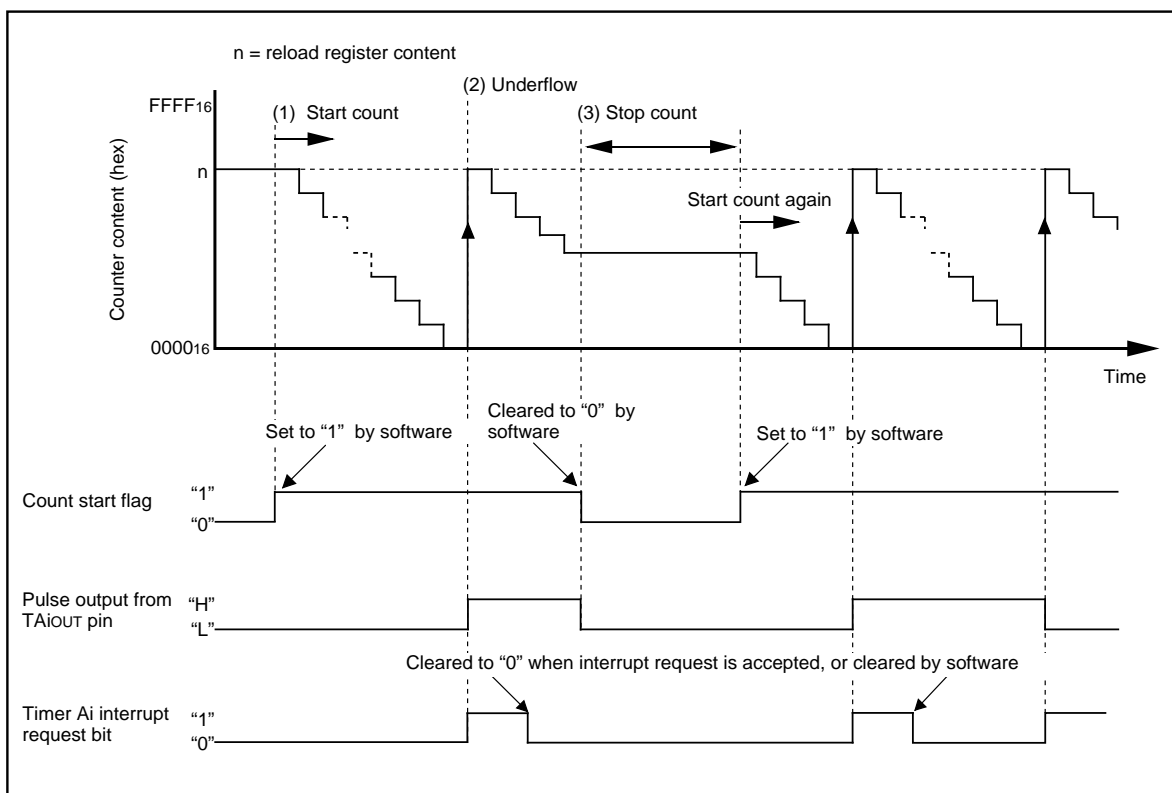 n = reload register content
FFFF16
(1) Start count
(2) Underflow
(3) Stop count
n
Start count again
Counter content (hex)
000016
Time
Set to “1” by software
Cleared to “0” by
software
Set to “1” by software
Count start flag
“1”
“0”
Pulse output from
TAiOUT pin
“H”
“L”
Cleared to “0” when interrupt request is accepted, or cleared by software
Timer Ai interrupt
request bit
“1”
“0”